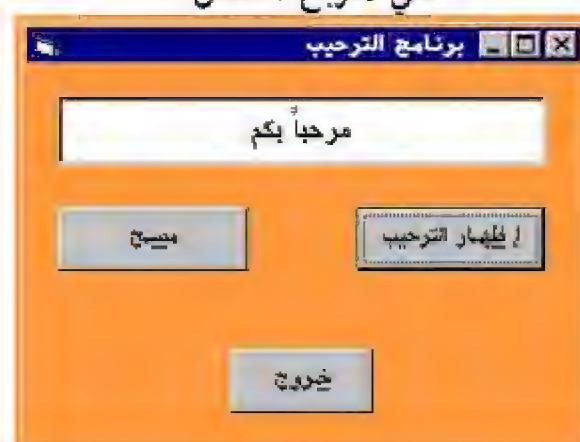 برنامج الترحيب
مرحباً بكم
إظهار الترحيب
مسح
خروج